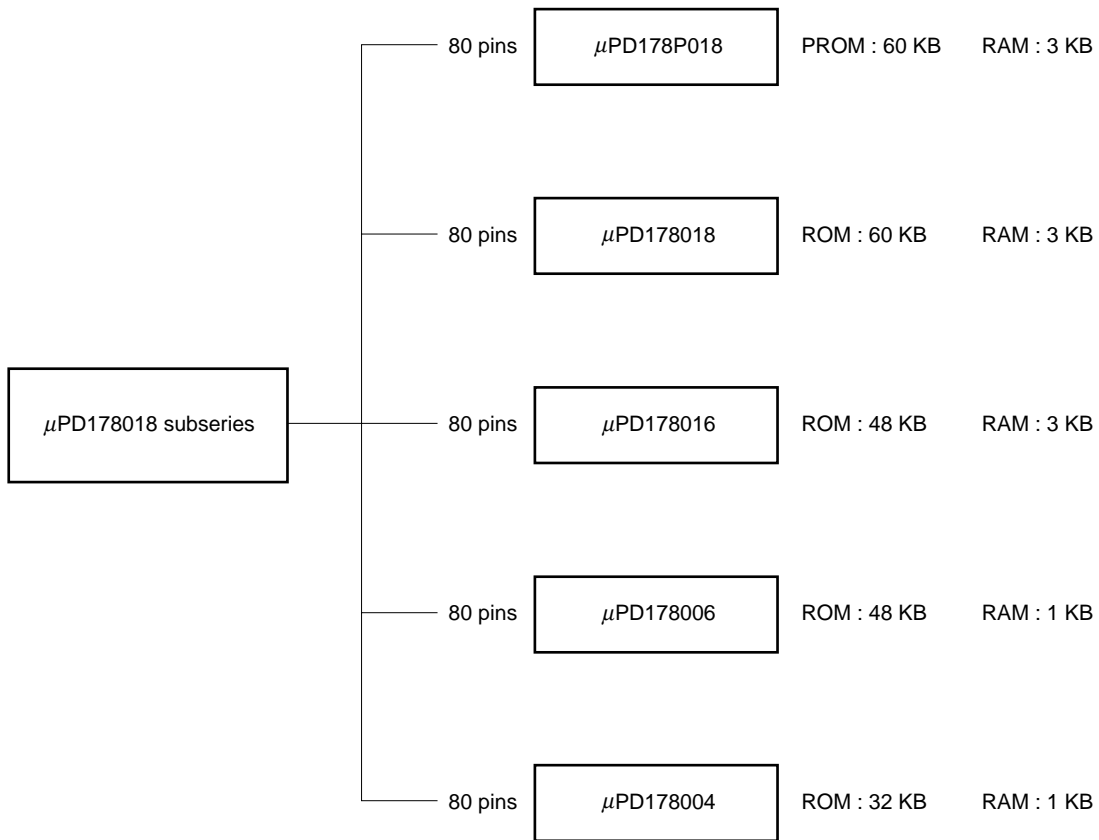 80 pins μPD178P018 PROM : 60 KB RAM : 3 KB
80 pins μPD178018 ROM : 60 KB RAM : 3 KB
μPD178018 subseries 80 pins μPD178016 ROM : 48 KB RAM : 3 KB
80 pins μPD178006 ROM : 48 KB RAM : 1 KB
80 pins μPD178004 ROM : 32 KB RAM : 1 KB